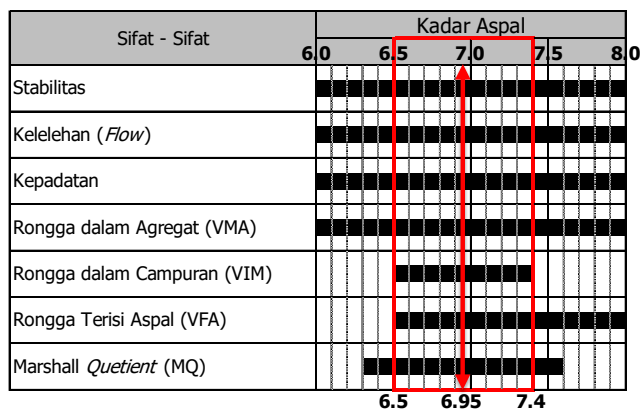 Sifat - Sifat
Kadar Aspal
6.0 6.5 7.0 7.5 8.0
Stabilitas
Kelelehan (Flow)
Kepadatan
Rongga dalam Agregat (VMA)
Rongga dalam Campuran (VIM)
Rongga Terisi Aspal (VFA)
Marshall Quetient (MQ)
6.5 6.95 7.4